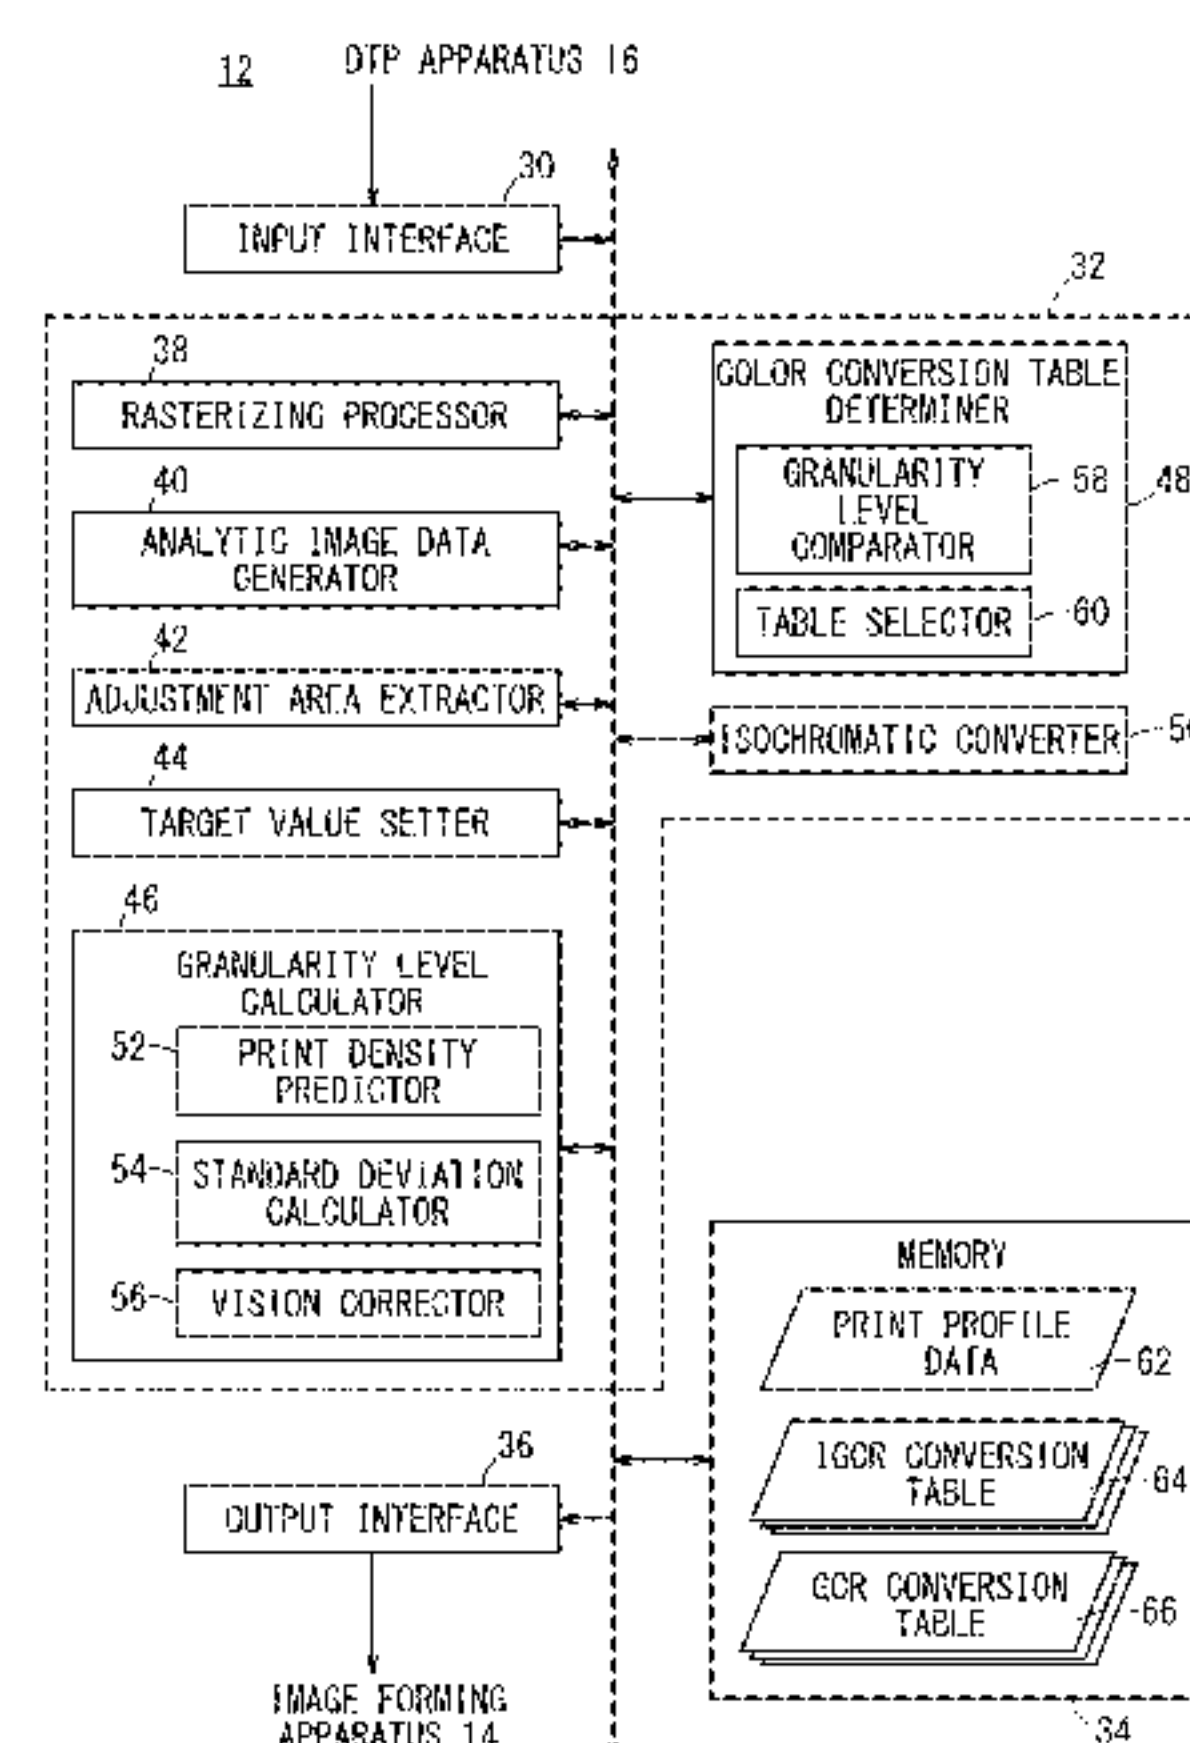 12
DTP APPARATUS 16
30
INPUT INTERFACE
32
38
RASTERIZING PROCESSOR
40
ANALYTIC IMAGE DATA
GENERATOR
42
ADJUSTMENT AREA EXTRACTOR
44
TARGET VALUE SETTER
46
GRANULARITY LEVEL
CALCULATOR
52
PRINT DENSITY
PREDICTOR
54
STANDARD DEVIATION
CALCULATOR
56
VISION CORRECTOR
COLOR CONVERSION TABLE
DETERMINER
GRANULARITY
LEVEL
COMPARATOR
58
48
TABLE SELECTOR
60
ISOCHROMATIC CONVERTER
MEMORY
PRINT PROFILE
DATA
62
IGCR CONVERSION
TABLE
64
GCR CONVERSION
TABLE
66
34
36
OUTPUT INTERFACE
IMAGE FORMING
APPARATUS 14